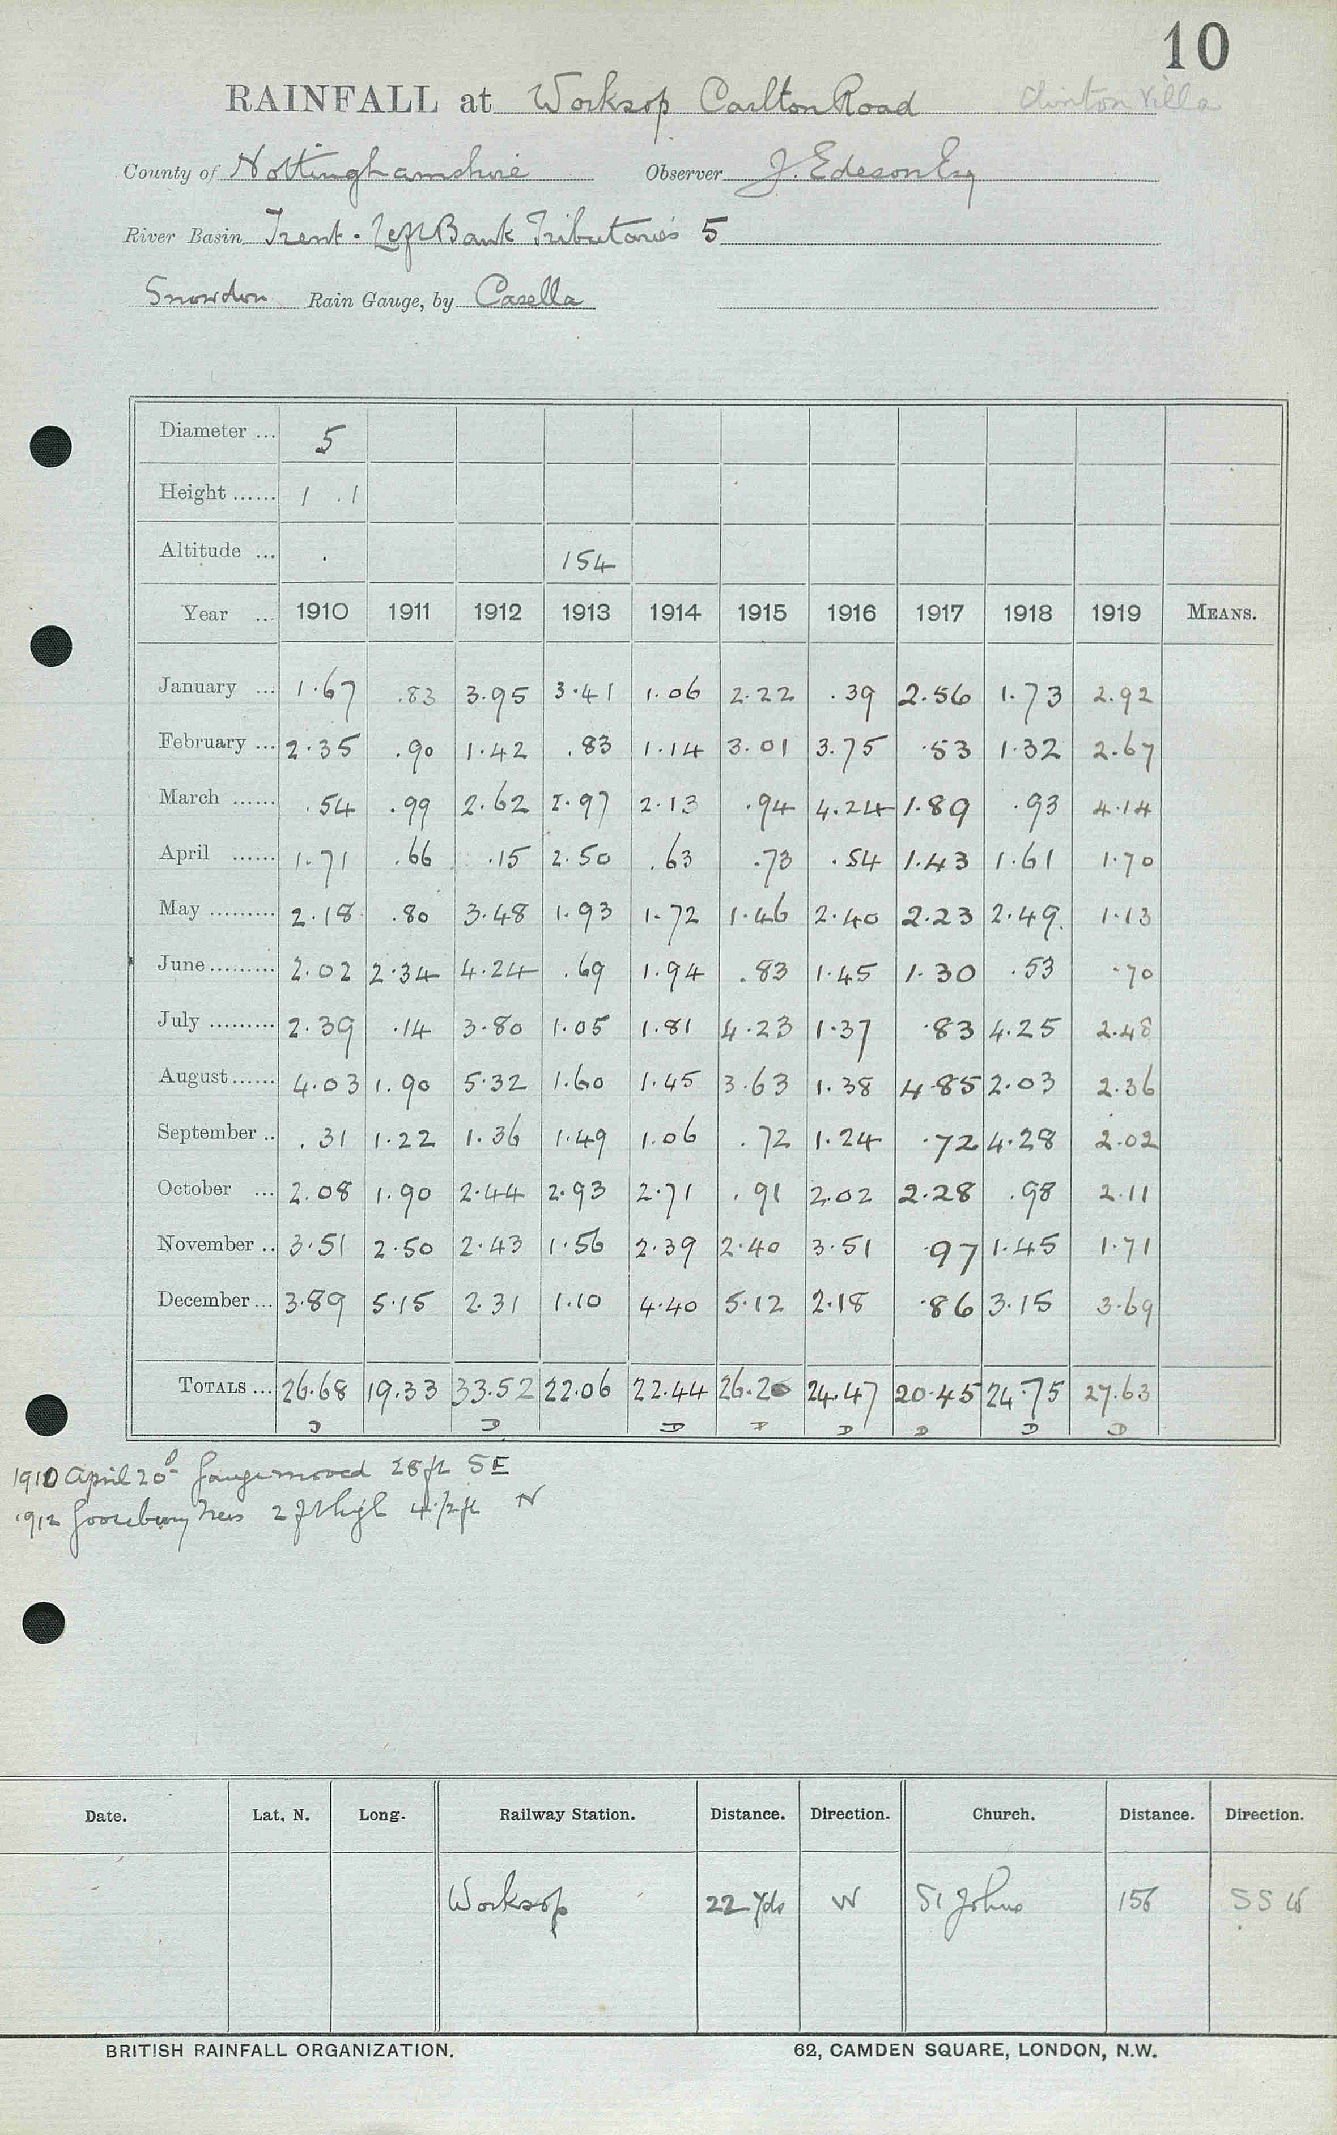 10
RAINFALL at Worksop Carlton Road Clinton Villa
County of Nottinghamshire Observer J. Edeson Esq
River Basin Trent. Left Bank Tributaries 5
Snowdon Rain Gauge, by Casella
Diameter ... 5
Height ...... 1 .1
Altitude ... 154
Year ... 1910 1911 1912 1913 1914 1915 1916 1917 1918 1919 MEANS.
January ... 1.67 .83 3.95 3.41 1.06 2.22 .39 2.56 1.73 2.92
February ... 2.35 .90 1.42 .83 1.14 3.01 3.75 .53 1.32 2.67
March ...... .54 .99 2.62 2.97 2.13 .94 4.24 1.89 .93 4.14
April ...... 1.71 .66 .15 2.50 .63 .73 .54 1.43 1.61 1.70
May ......... 2.18 .80 3.48 1.93 1.72 1.46 2.40 2.23 2.49 1.13
June ......... 2.02 2.34 4.24 .69 1.94 .83 1.45 1.30 .53 .70
July ......... 2.39 .14 3.80 1.05 1.81 4.23 1.37 .83 4.25 2.48
August ...... 4.03 1.90 5.32 1.60 1.45 3.63 1.38 4.85 2.03 2.36
September .. .31 1.22 1.36 1.49 1.06 .72 1.24 .72 4.28 2.02
October ... 2.08 1.90 2.44 2.93 2.71 .91 2.02 2.28 .98 2.11
November .. 3.51 2.50 2.43 1.56 2.39 2.40 3.51 .97 1.45 1.71
December ... 3.89 5.15 2.31 1.10 4.40 5.12 2.18 .86 3.15 3.69
TOTALS ... 26.68 19.33 33.52 22.06 22.44 26.20 24.47 20.45 24.75 27.63
D D D D D D D D
1910 April 20 Gauge moved 28 ft SE
1912 Gooseberry trees 2 ft high 4 1/2 ft N
Date. Lat. N. Long. Railway Station. Distance. Direction. Church. Distance. Direction.
Worksop 22 yds W St Johns 156 SSW
BRITISH RAINFALL ORGANIZATION. 62, CAMDEN SQUARE, LONDON, N.W.